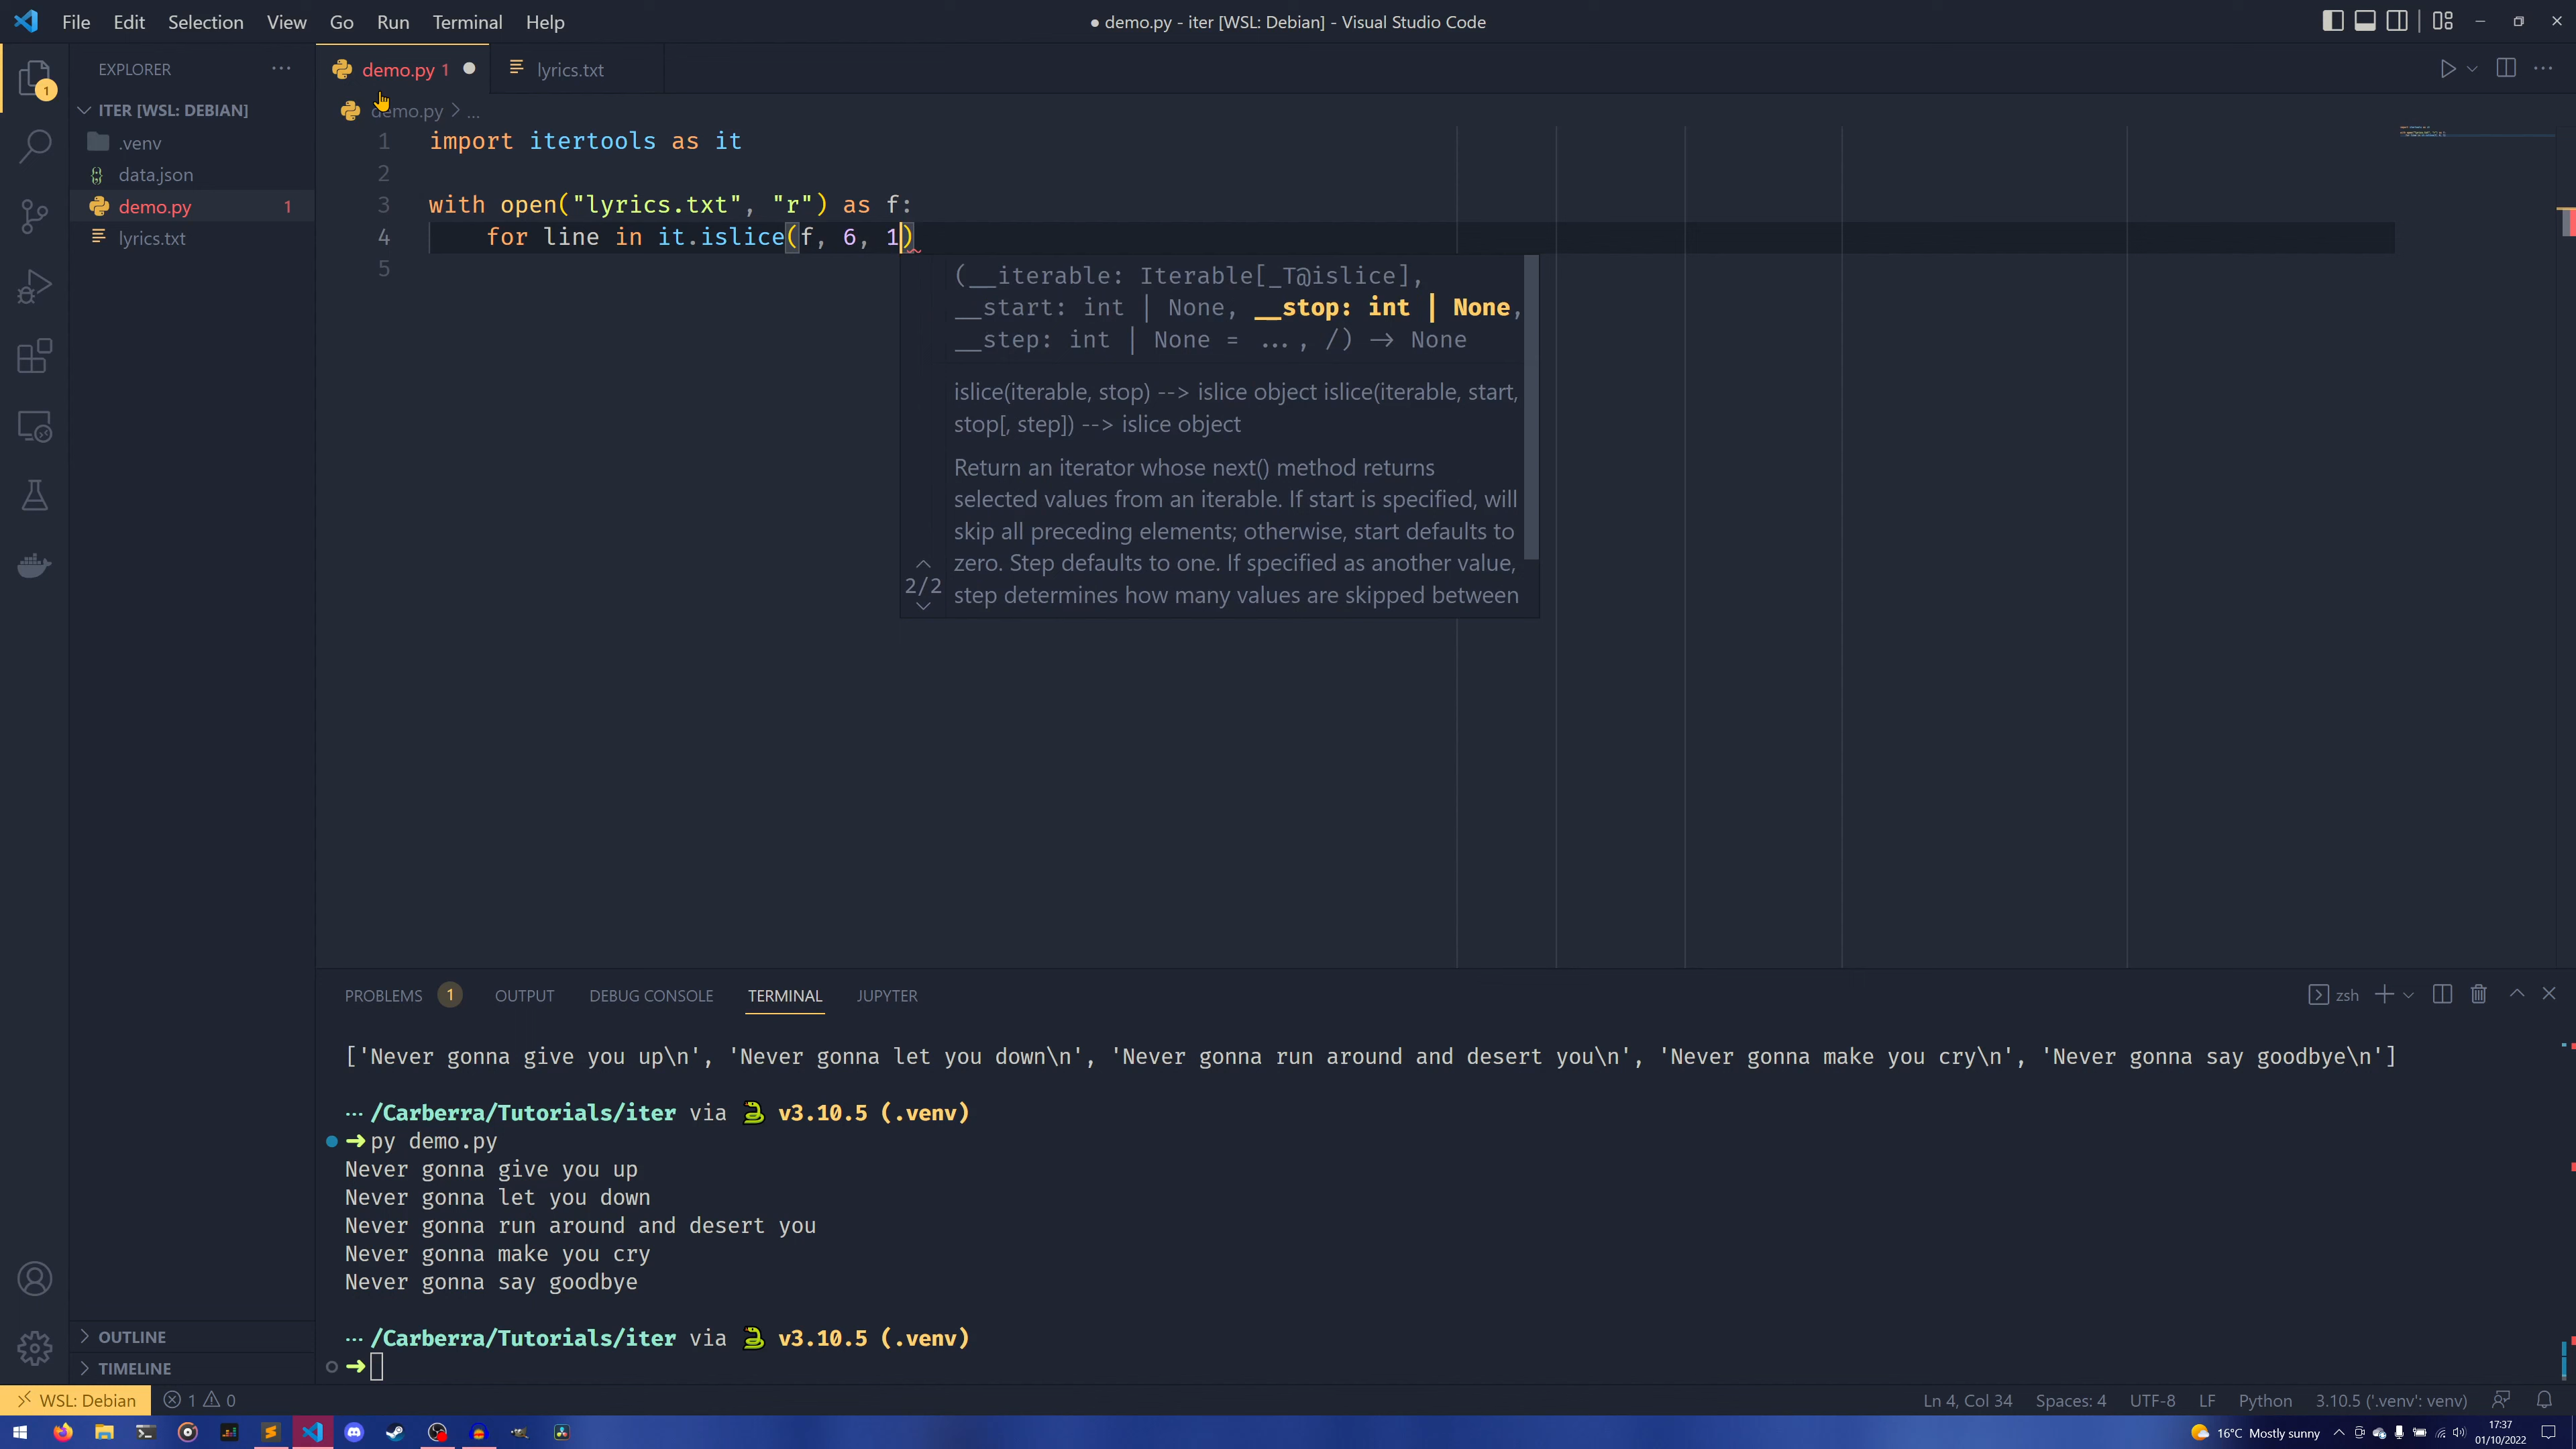 File Edit Selection View Go Run Terminal Help
● demo.py - iter [WSL: Debian] - Visual Studio Code
EXPLORER
ITER [WSL: DEBIAN]
.venv
data.json
demo.py 1
lyrics.txt
OUTLINE
TIMELINE
demo.py 1 lyrics.txt
demo.py > ...
1 import itertools as it
2
3 with open("lyrics.txt", "r") as f:
4 for line in it.islice(f, 6, 1)
5
(__iterable: Iterable[_T@islice],
__start: int | None, __stop: int | None,
__step: int | None = ..., /) -> None
islice(iterable, stop) --> islice object islice(iterable, start,
stop[, step]) --> islice object
Return an iterator whose next() method returns
selected values from an iterable. If start is specified, will
skip all preceding elements; otherwise, start defaults to
zero. Step defaults to one. If specified as another value,
step determines how many values are skipped between
2/2
PROBLEMS 1 OUTPUT DEBUG CONSOLE TERMINAL JUPYTER
zsh
['Never gonna give you up\n', 'Never gonna let you down\n', 'Never gonna run around and desert you\n', 'Never gonna make you cry\n', 'Never gonna say goodbye\n']
… /Carberra/Tutorials/iter via 🐍 v3.10.5 (.venv)
➜ py demo.py
Never gonna give you up
Never gonna let you down
Never gonna run around and desert you
Never gonna make you cry
Never gonna say goodbye
… /Carberra/Tutorials/iter via 🐍 v3.10.5 (.venv)
➜
WSL: Debian 1 0
Ln 4, Col 34 Spaces: 4 UTF-8 LF Python 3.10.5 ('.venv': venv)
16°C Mostly sunny
17:37
01/10/2022